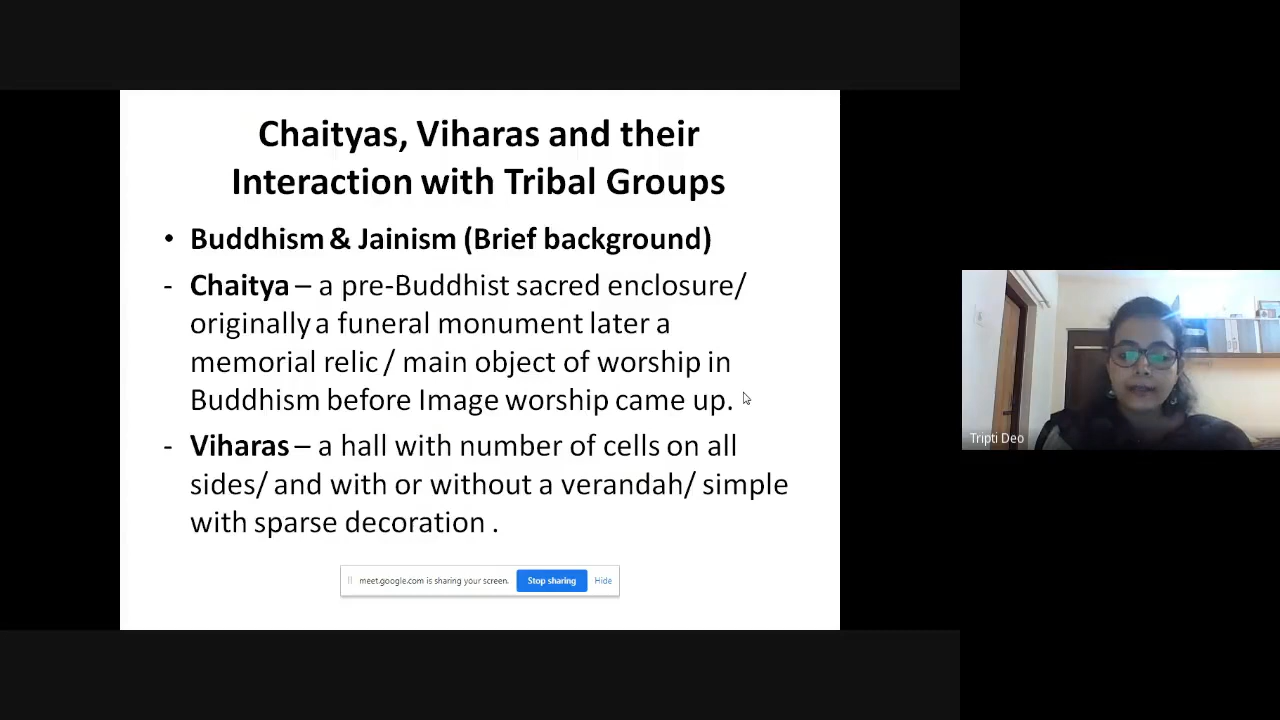 Chaityas, Viharas and their
Interaction with Tribal Groups
• Buddhism & Jainism (Brief background)
- Chaitya – a pre-Buddhist sacred enclosure/
originally a funeral monument later a
memorial relic / main object of worship in
Buddhism before Image worship came up.
- Viharas – a hall with number of cells on all
sides/ and with or without a verandah/ simple
with sparse decoration .
meet.google.com is sharing your screen. Stop sharing Hide
Tripti Deo